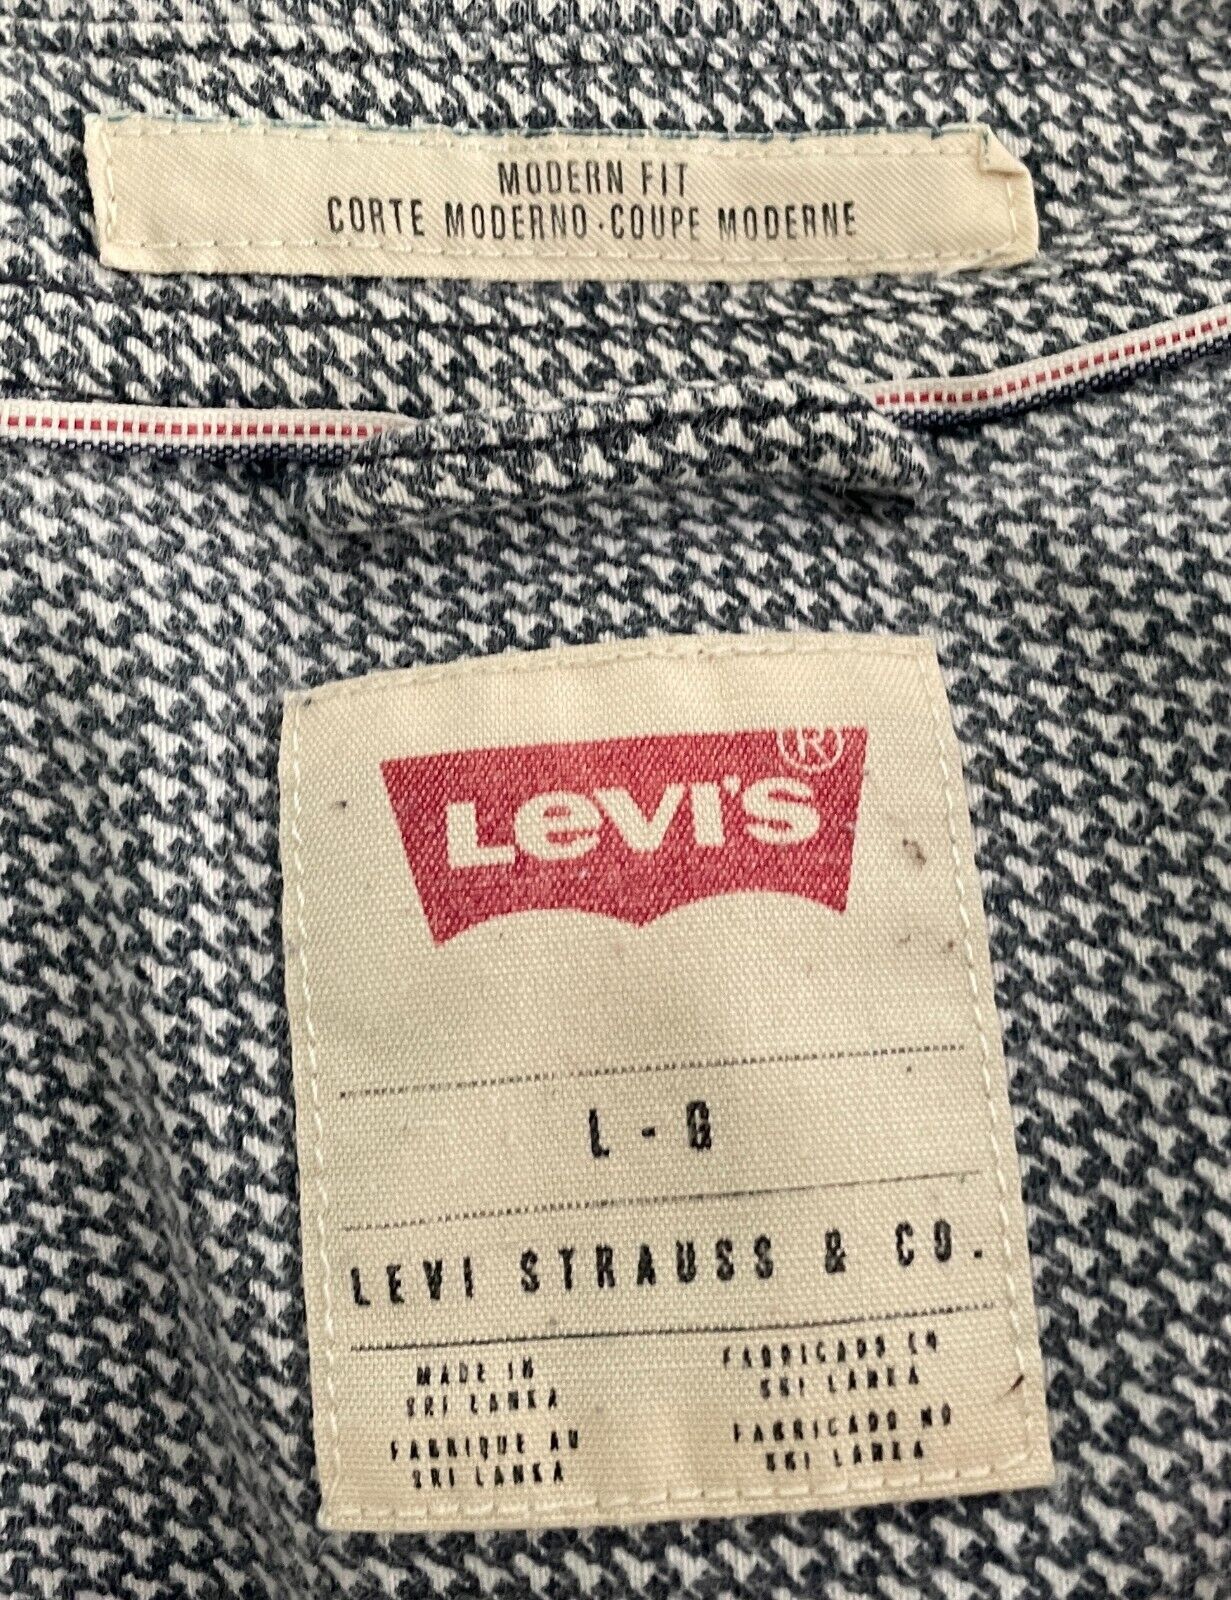 MODERN FIT
CORTE MODERNO·COUPE MODERNE
LEVI'S®
L - G
LEVI STRAUSS & CO.
MADE IN
SRI LANKA
FABRIQUE AU
SRI LANKA
FABRICADO EN
SRI LANKA
FABRICADO NO
SRI LANKA